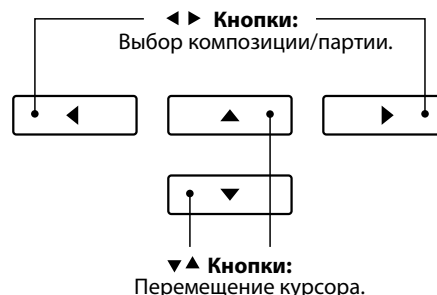 ◀ ▶ Кнопки:
Выбор композиции/партии.
▼▲ Кнопки:
Перемещение курсора.